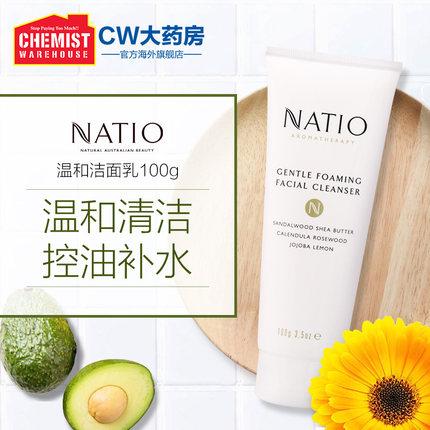 Stop Paying Too Much!!
CHEMIST
WAREHOUSE
CW大药房
官方海外旗舰店
NATIO
NATURAL AUSTRALIAN BEAUTY
温和洁面乳100g
温和清洁
控油补水
NATIO
AROMATHERAPY
GENTLE FOAMING
FACIAL CLEANSER
N
SANDALWOOD SHEA BUTTER
CALENDULA ROSEWOOD
JOJOBA LEMON
100g 3.5oz ℮